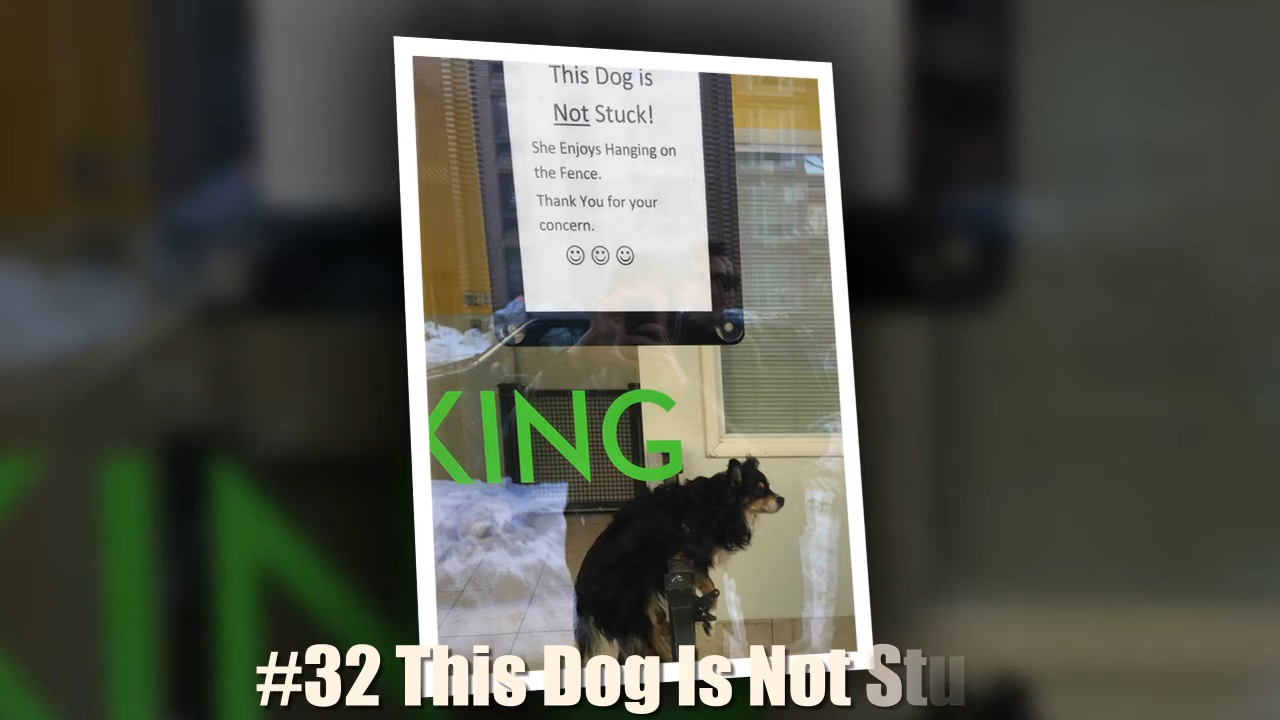 This Dog is
Not Stuck!
She Enjoys Hanging on
the Fence.
Thank You for your
concern.
☺☺☺
KING
#32 This Dog Is Not Stu